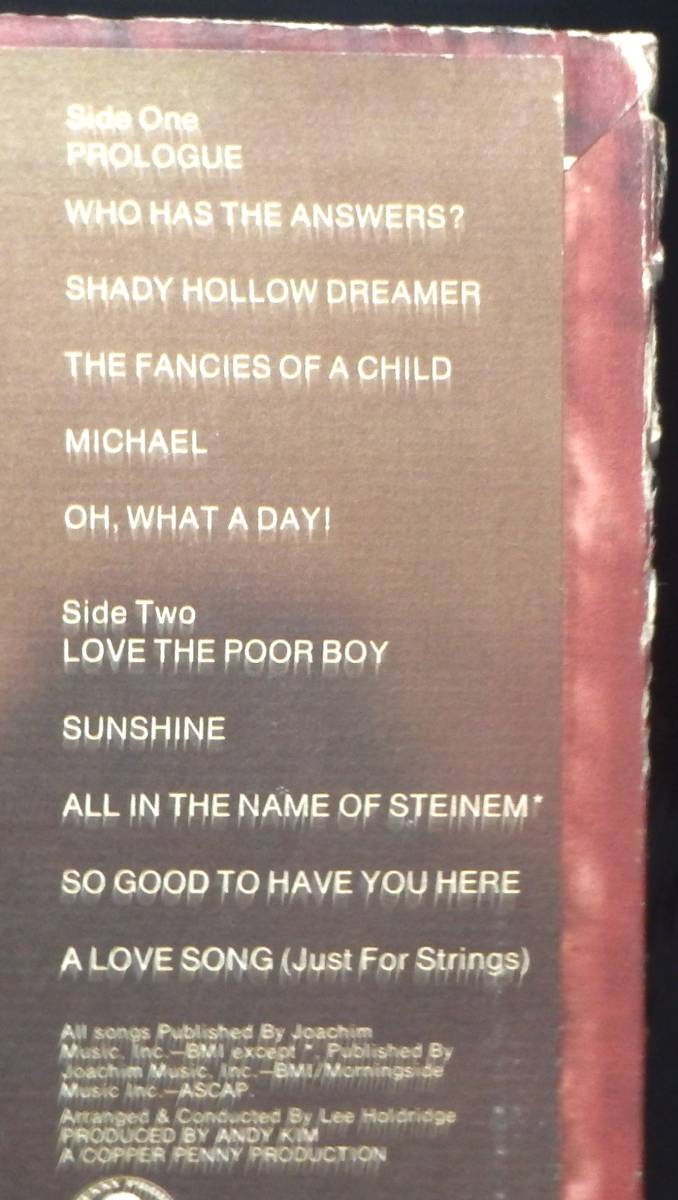 Side One
PROLOGUE
WHO HAS THE ANSWERS?
SHADY HOLLOW DREAMER
THE FANCIES OF A CHILD
MICHAEL
OH, WHAT A DAY!
Side Two
LOVE THE POOR BOY
SUNSHINE
ALL IN THE NAME OF STEINEM*
SO GOOD TO HAVE YOU HERE
A LOVE SONG (Just For Strings)
All songs Published By Joachim
Music, Inc.—BMI except *, Published By
Joachim Music, Inc.—BMI/Morningside
Music Inc.—ASCAP.
Arranged & Conducted By Lee Holdridge
PRODUCED BY ANDY KIM
A COPPER PENNY PRODUCTION